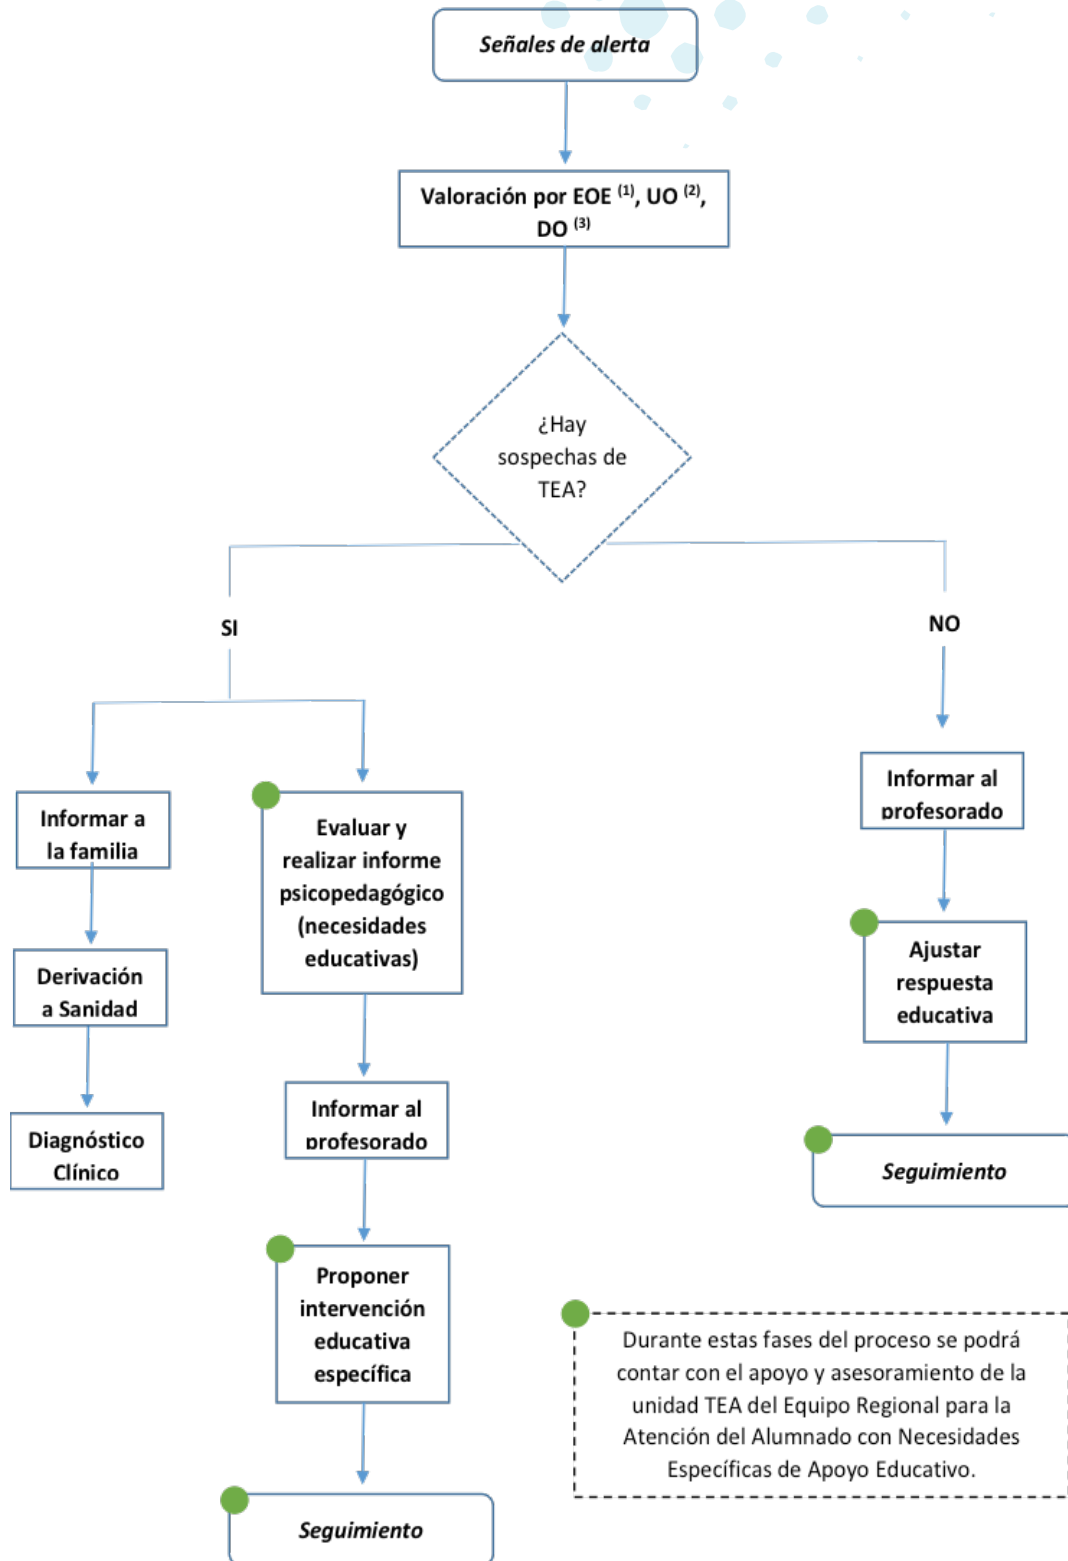 Señales de alerta
Valoración por EOE (1), UO (2),
DO (3)
¿Hay
sospechas de
TEA?
SI
NO
Informar a
la familia
Derivación
a Sanidad
Diagnóstico
Clínico
Evaluar y
realizar informe
psicopedagógico
(necesidades
educativas)
Informar al
profesorado
Proponer
intervención
educativa
específica
Seguimiento
Informar al
profesorado
Ajustar
respuesta
educativa
Seguimiento
Durante estas fases del proceso se podrá
contar con el apoyo y asesoramiento de la
unidad TEA del Equipo Regional para la
Atención del Alumnado con Necesidades
Específicas de Apoyo Educativo.